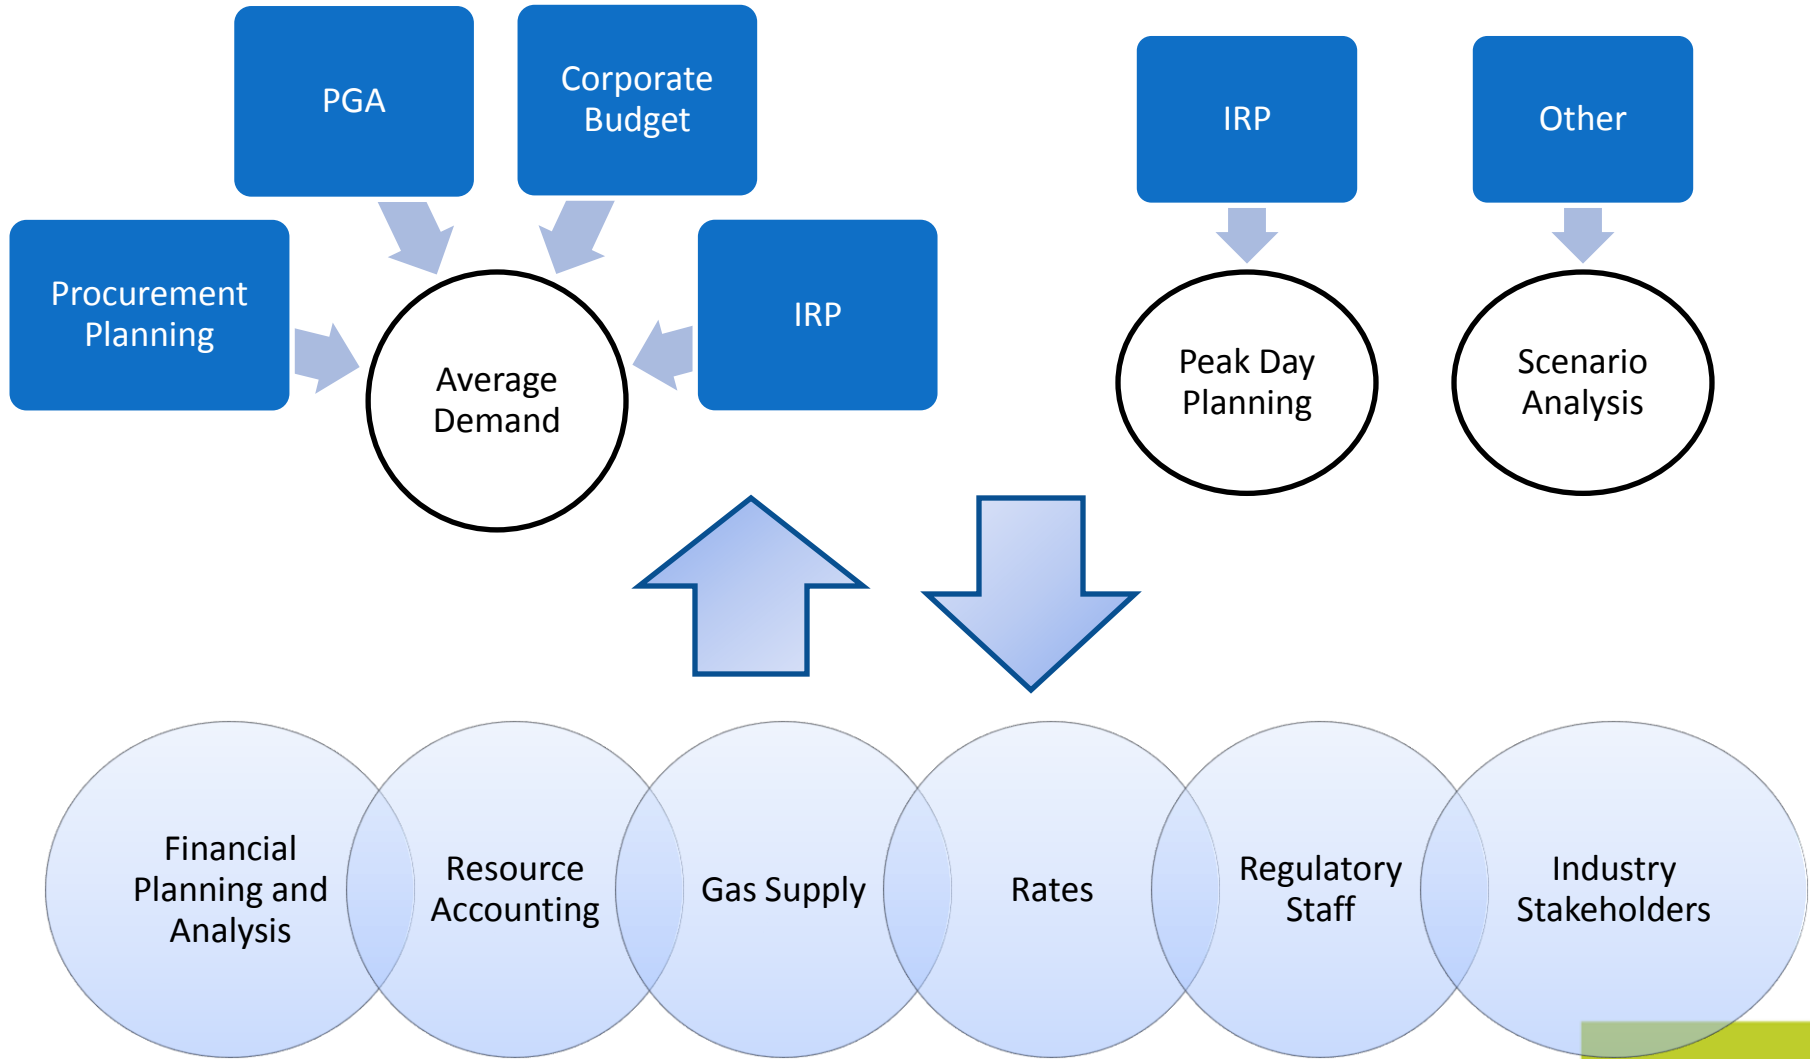 PGA
Corporate
Budget
IRP
Other
Procurement
Planning
IRP
Average
Demand
Peak Day
Planning
Scenario
Analysis
Financial
Planning and
Analysis
Resource
Accounting
Gas Supply
Rates
Regulatory
Staff
Industry
Stakeholders